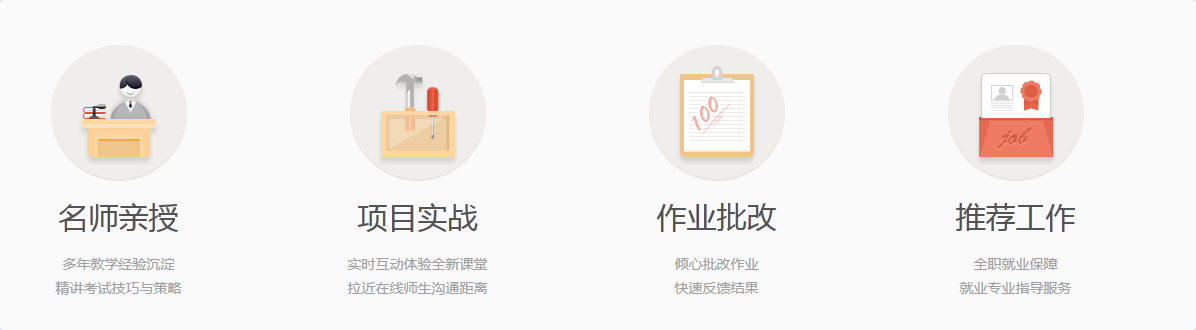 100
job
名师亲授
项目实战
作业批改
推荐工作
多年教学经验沉淀
实时互动体验全新课堂
倾心批改作业
全职就业保障
精讲考试技巧与策略
拉近在线师生沟通距离
快速反馈结果
就业专业指导服务